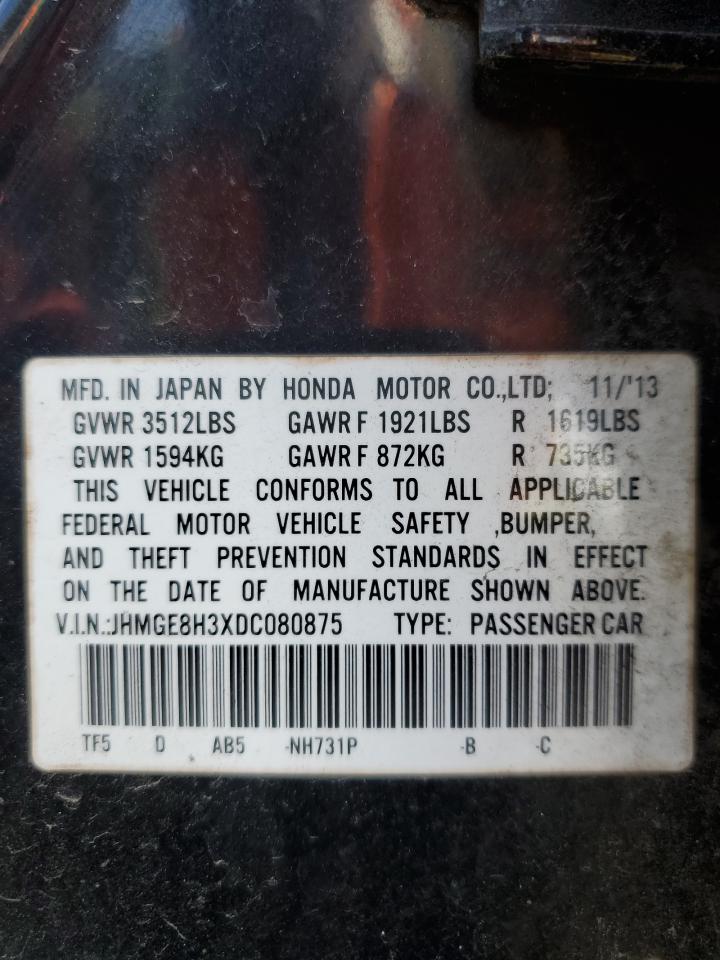 MFD. IN JAPAN BY HONDA MOTOR CO.,LTD; 11/'13
GVWR 3512LBS GAWR F 1921LBS R 1619LBS
GVWR 1594KG GAWR F 872KG R 735KG
THIS VEHICLE CONFORMS TO ALL APPLICABLE
FEDERAL MOTOR VEHICLE SAFETY ,BUMPER,
AND THEFT PREVENTION STANDARDS IN EFFECT
ON THE DATE OF MANUFACTURE SHOWN ABOVE.
V.I.N.:JHMGE8H3XDC080875 TYPE: PASSENGER CAR
TF5 D AB5 -NH731P -B -C